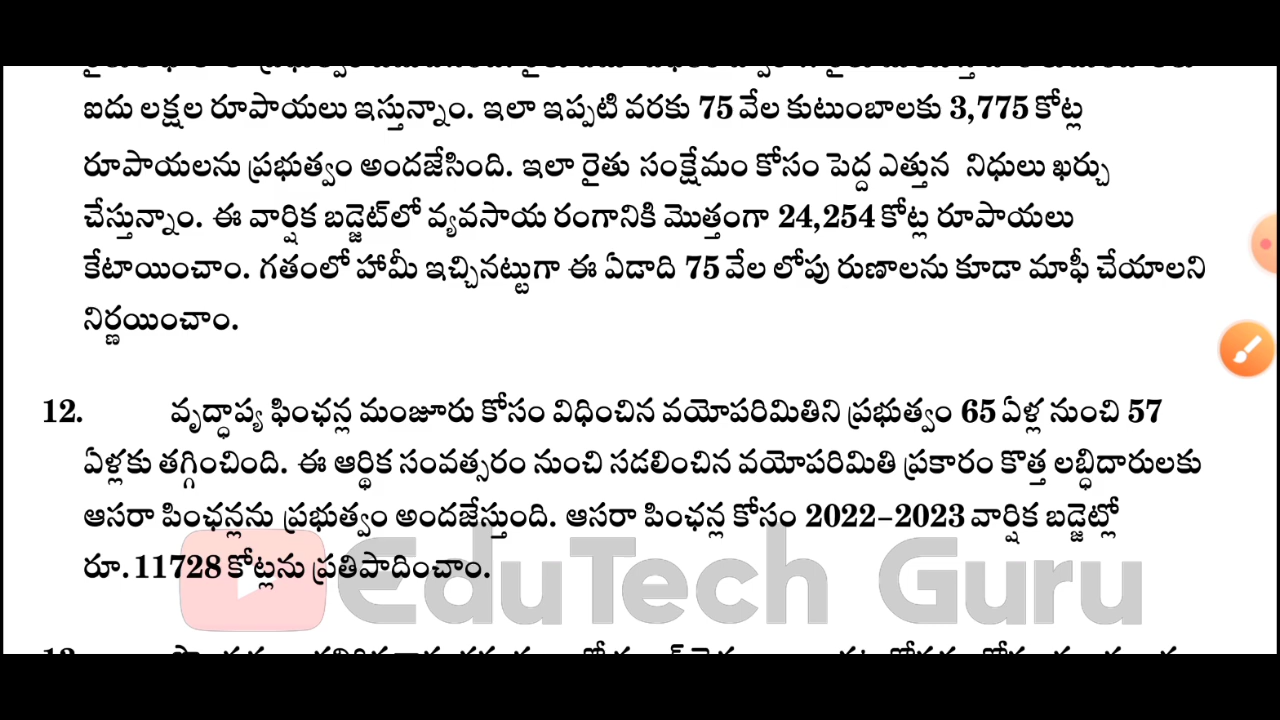 ఐదు లక్షల రూపాయలు ఇస్తున్నాం. ఇలా ఇప్పటి వరకు 75 వేల కుటుంబాలకు 3,775 కోట్ల
రూపాయలను ప్రభుత్వం అందజేసింది. ఇలా రైతు సంక్షేమం కోసం పెద్ద ఎత్తున నిధులు ఖర్చు
చేస్తున్నాం. ఈ వార్షిక బడ్జెట్‌లో వ్యవసాయ రంగానికి మొత్తంగా 24,254 కోట్ల రూపాయలు
కేటాయించాం. గతంలో హామీ ఇచ్చినట్టుగా ఈ ఏడాది 75 వేల లోపు రుణాలను కూడా మాఫీ చేయాలని
నిర్ణయించాం.
12. వృద్ధాప్య ఫించన్ల మంజూరు కోసం విధించిన వయోపరిమితిని ప్రభుత్వం 65 ఏళ్ల నుంచి 57
ఏళ్లకు తగ్గించింది. ఈ ఆర్థిక సంవత్సరం నుంచి సడలించిన వయోపరిమితి ప్రకారం కొత్త లబ్ధిదారులకు
ఆసరా పింఛన్లను ప్రభుత్వం అందజేస్తుంది. ఆసరా పింఛన్ల కోసం 2022-2023 వార్షిక బడ్జెట్లో
రూ. 11728 కోట్లను ప్రతిపాదించాం.
EduTech Guru